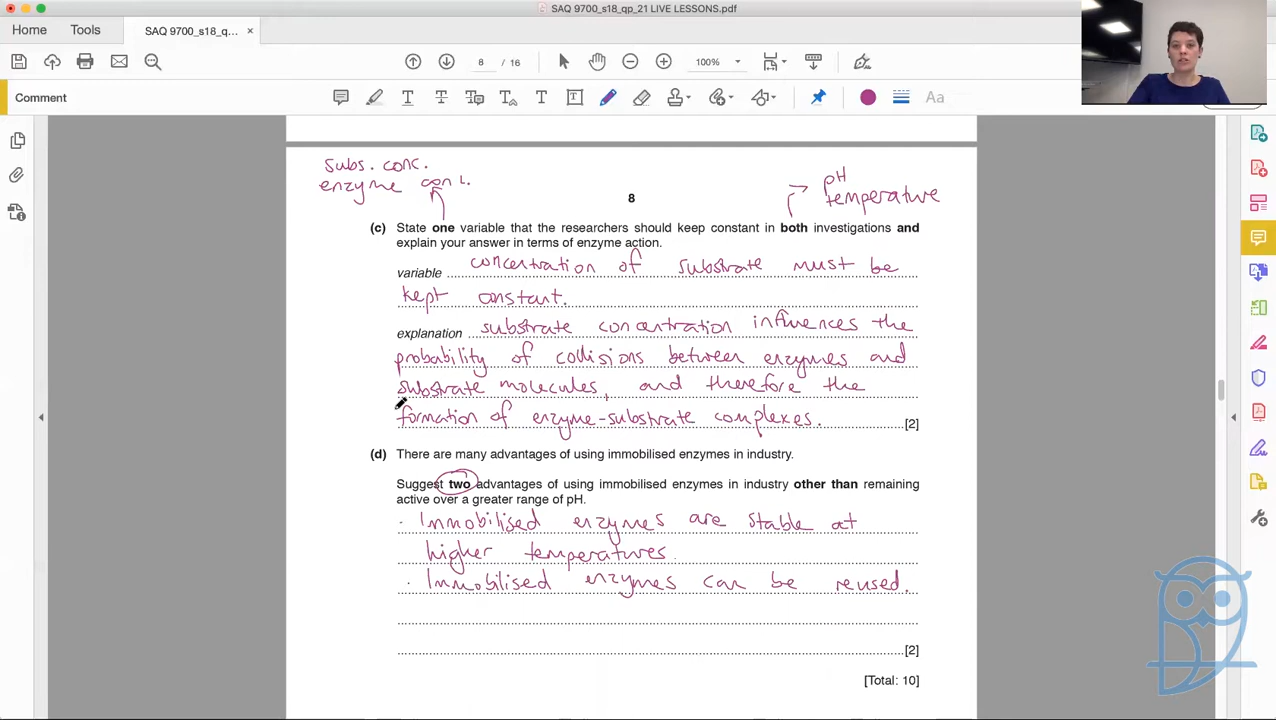 SAQ 9700_s18_qp_21 LIVE LESSONS.pdf
Home Tools SAQ 9700_s18_qp_... ×
8 / 16 100%
Comment Aa
subs. conc.
enzyme conc.
pH
temperature
8
(c) State one variable that the researchers should keep constant in both investigations and
explain your answer in terms of enzyme action.
variable concentration of substrate must be
kept constant.
explanation substrate concentration influences the
probability of collisions between enzymes and
substrate molecules, and therefore the
formation of enzyme-substrate complexes.
[2]
(d) There are many advantages of using immobilised enzymes in industry.
Suggest two advantages of using immobilised enzymes in industry other than remaining
active over a greater range of pH.
· Immobilised enzymes are stable at
higher temperatures.
· Immobilised enzymes can be reused.
[2]
[Total: 10]